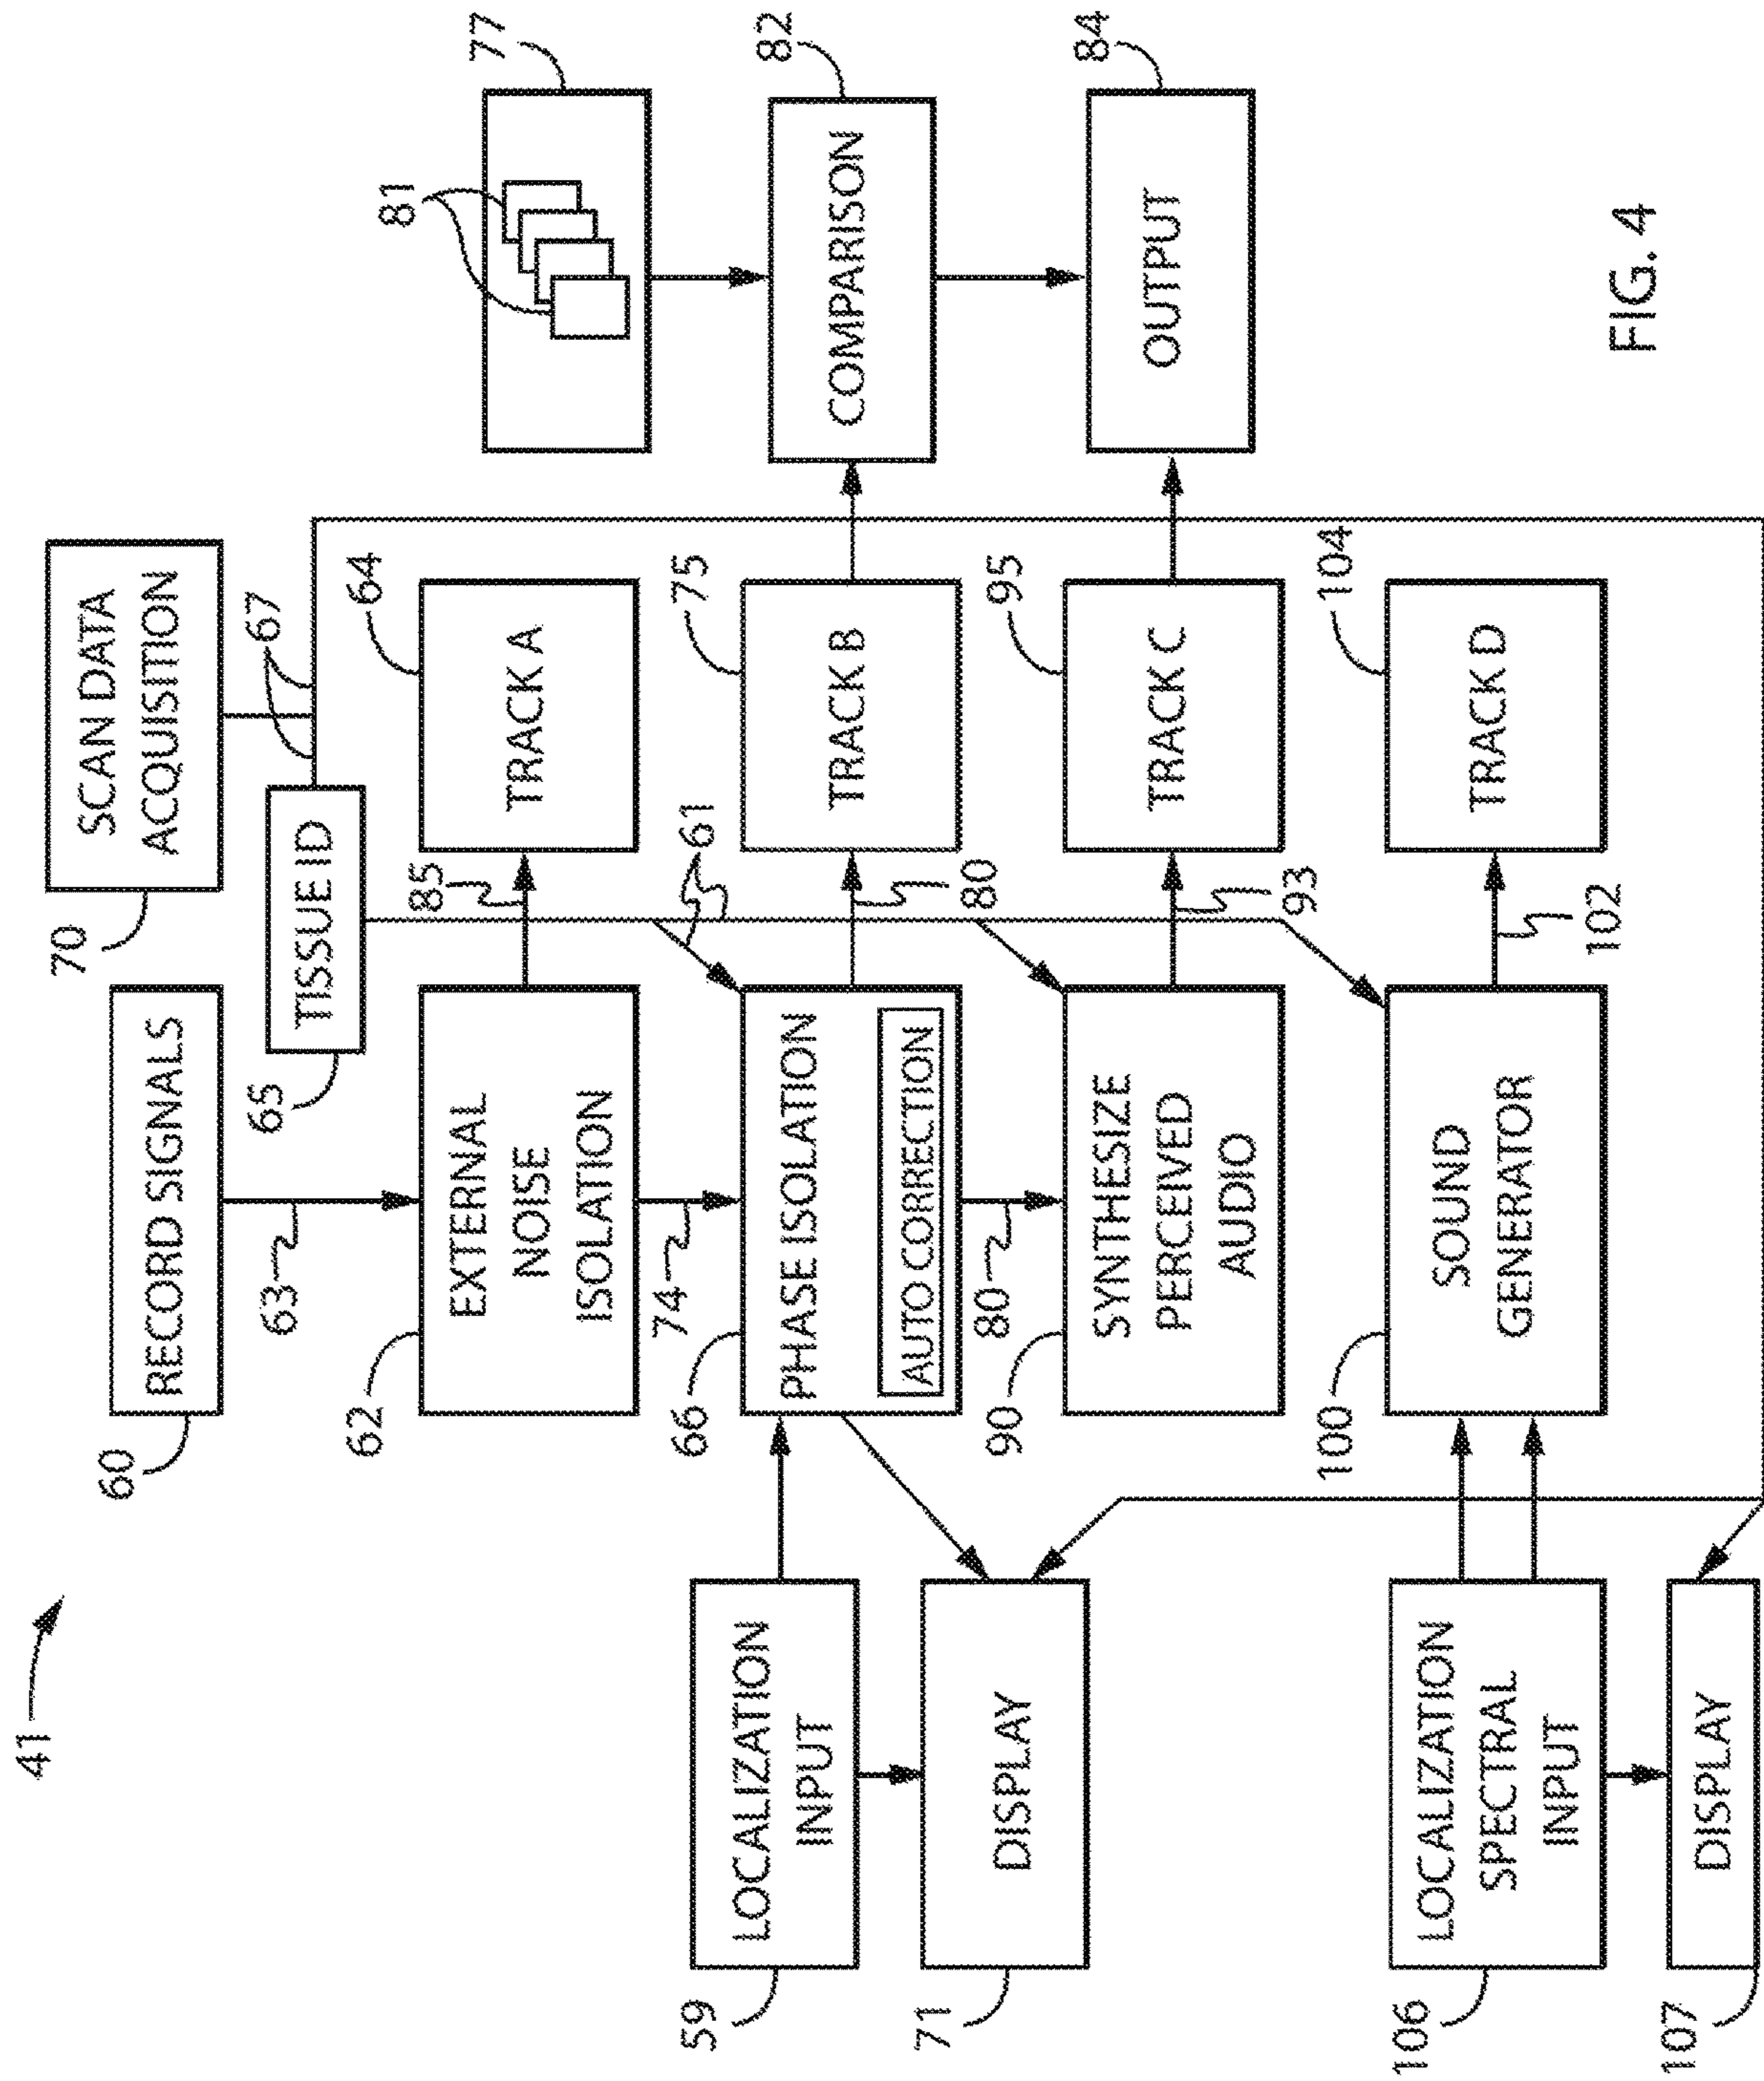 41
60
RECORD SIGNALS
63
65
TISSUE ID
70
SCAN DATA
ACQUISITION
67
62
EXTERNAL
NOISE
ISOLATION
85
64
TRACK A
77
81
59
LOCALIZATION
INPUT
74
66
PHASE ISOLATION
AUTO CORRECTION
61
80
75
TRACK B
82
COMPARISON
71
DISPLAY
80
90
SYNTHESIZE
PERCEIVED
AUDIO
93
95
TRACK C
84
OUTPUT
106
LOCALIZATION
SPECTRAL
INPUT
100
SOUND
GENERATOR
102
104
TRACK D
107
DISPLAY
FIG. 4